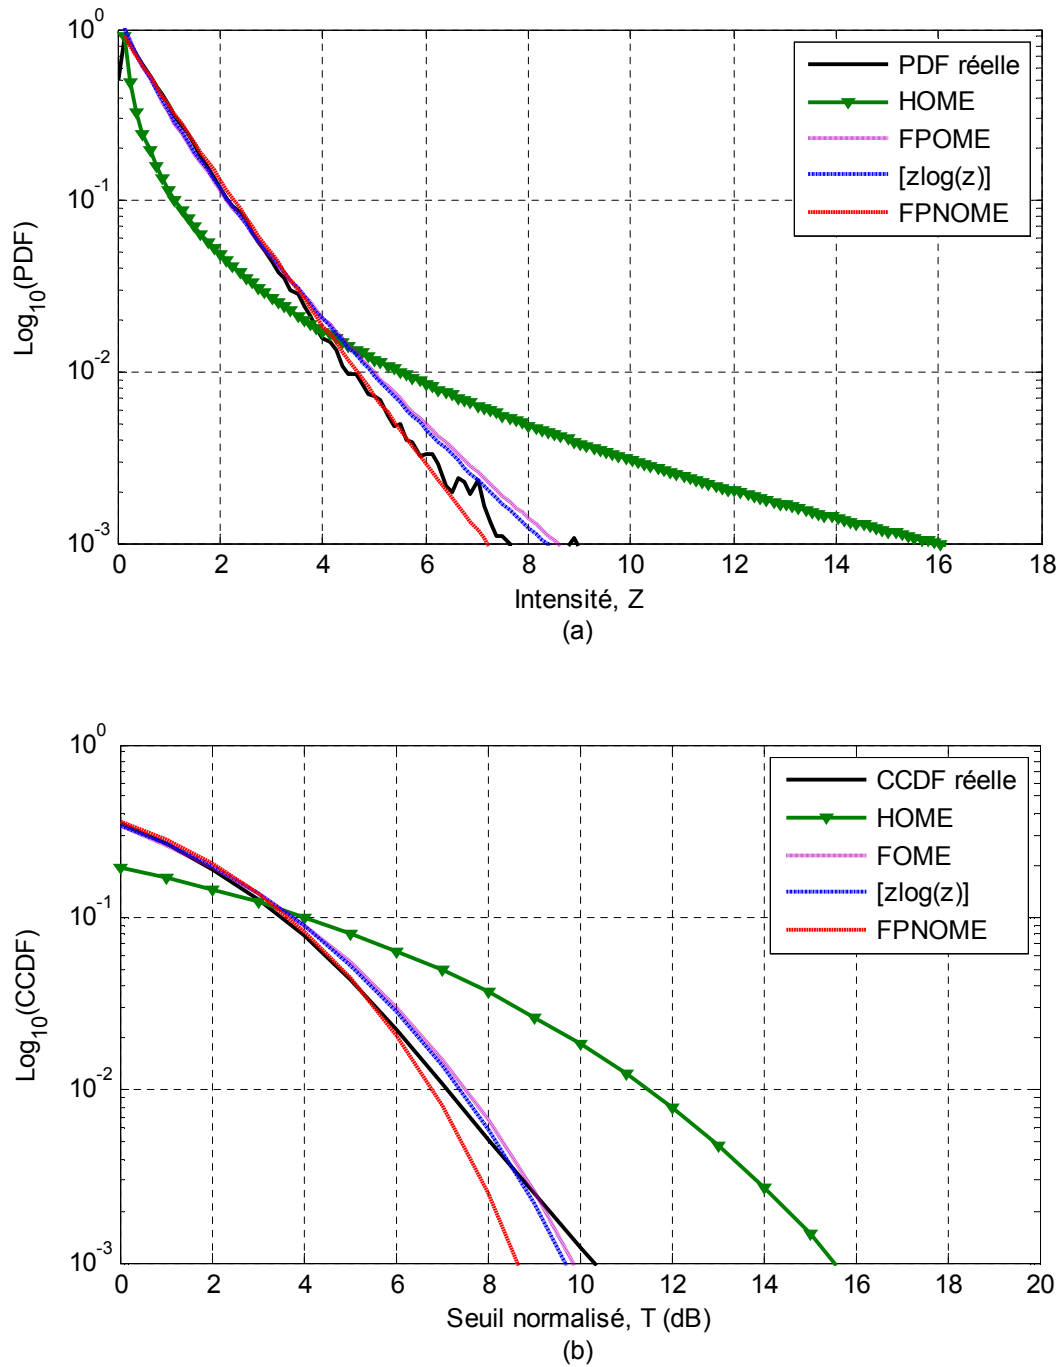 10^0
10^-1
10^-2
10^-3
Log10(PDF)
PDF réelle
HOME
FPOME
[zlog(z)]
FPNOME
0 2 4 6 8 10 12 14 16 18
Intensité, Z
(a)
10^0
10^-1
10^-2
10^-3
Log10(CCDF)
CCDF réelle
HOME
FOME
[zlog(z)]
FPNOME
0 2 4 6 8 10 12 14 16 18 20
Seuil normalisé, T (dB)
(b)